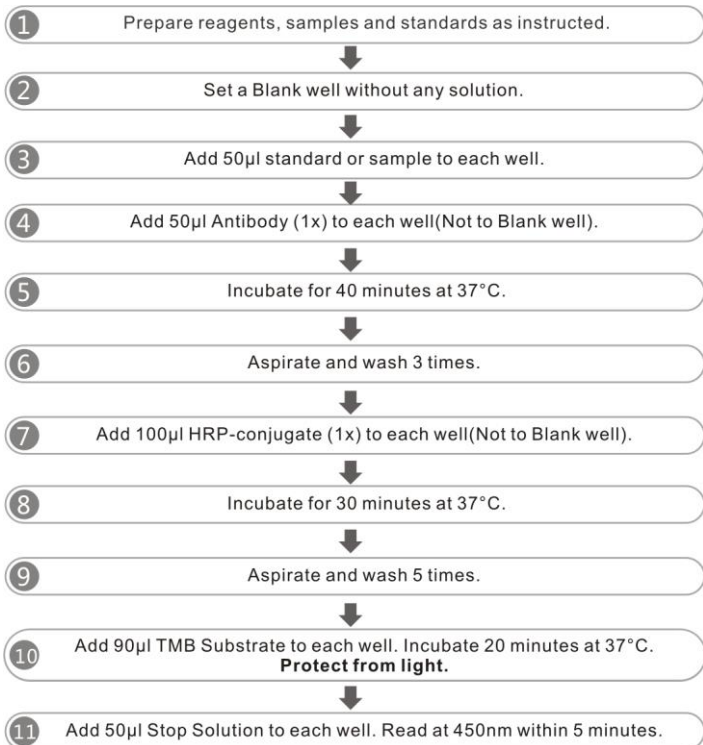 1 Prepare reagents, samples and standards as instructed.
2 Set a Blank well without any solution.
3 Add 50µl standard or sample to each well.
4 Add 50µl Antibody (1x) to each well(Not to Blank well).
5 Incubate for 40 minutes at 37°C.
6 Aspirate and wash 3 times.
7 Add 100µl HRP-conjugate (1x) to each well(Not to Blank well).
8 Incubate for 30 minutes at 37°C.
9 Aspirate and wash 5 times.
10 Add 90µl TMB Substrate to each well. Incubate 20 minutes at 37°C.
Protect from light.
11 Add 50µl Stop Solution to each well. Read at 450nm within 5 minutes.